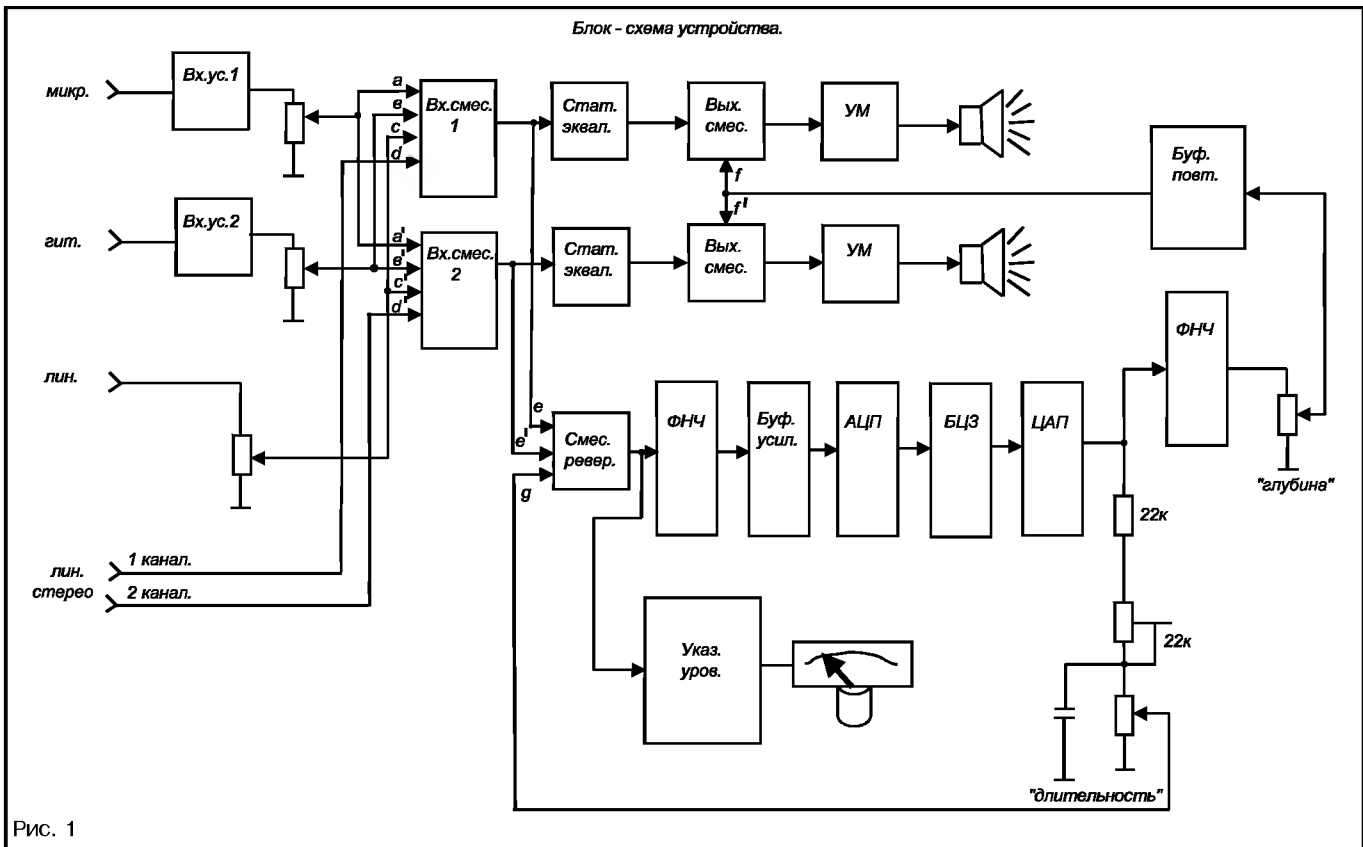 Блок - схема устройства.
микр.
Вх.ус.1
a
в
c
d
Вх.смес.
1
Стат.
эквал.
Вых.
смес.
УМ
f
f'
Буф.
повт.
гит.
Вх.ус.2
a'
в'
c'
d'
Вх.смес.
2
Стат.
эквал.
Вых.
смес.
УМ
лин.
лин.
стерео
1 канал.
2 канал.
e
e'
g
Смес.
ревер.
ФНЧ
Буф.
усил.
АЦП
БЦЗ
ЦАП
ФНЧ
"глубина"
22к
22к
Указ.
уров.
"длительность"
Рис. 1